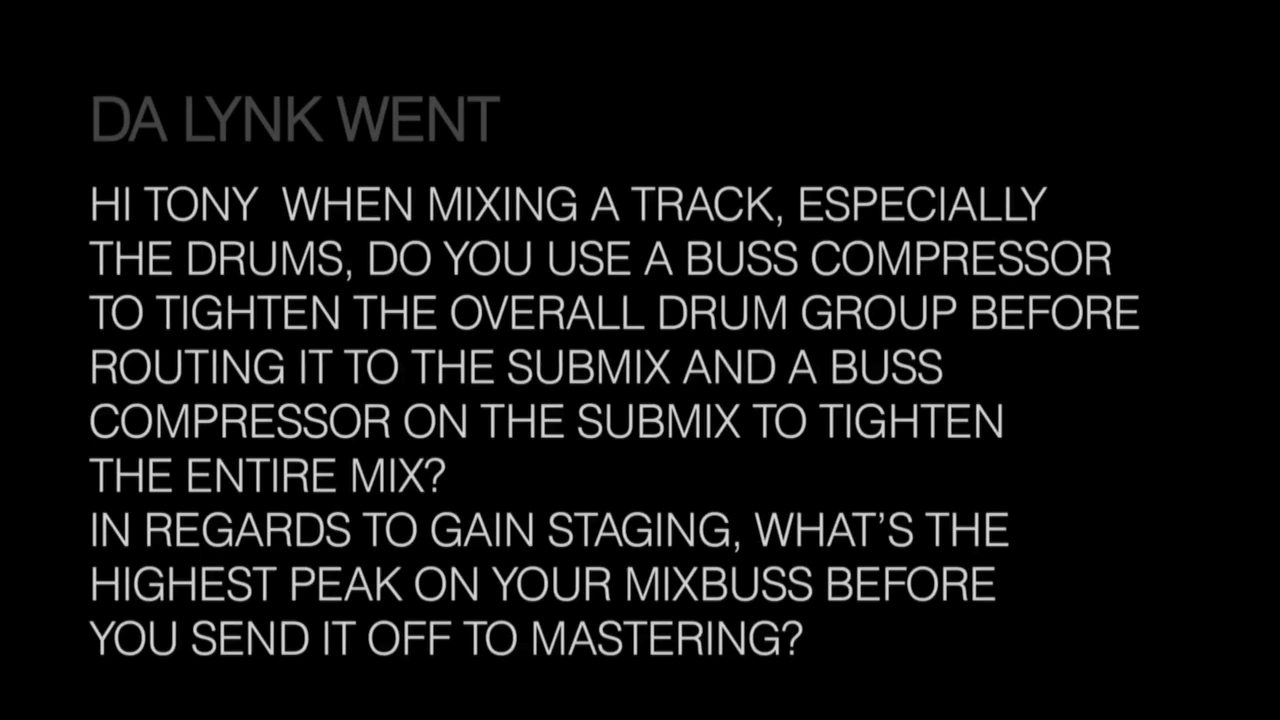 DA LYNK WENT
HI TONY  WHEN MIXING A TRACK, ESPECIALLY
THE DRUMS, DO YOU USE A BUSS COMPRESSOR
TO TIGHTEN THE OVERALL DRUM GROUP BEFORE
ROUTING IT TO THE SUBMIX AND A BUSS
COMPRESSOR ON THE SUBMIX TO TIGHTEN
THE ENTIRE MIX?
IN REGARDS TO GAIN STAGING, WHAT’S THE
HIGHEST PEAK ON YOUR MIXBUSS BEFORE
YOU SEND IT OFF TO MASTERING?